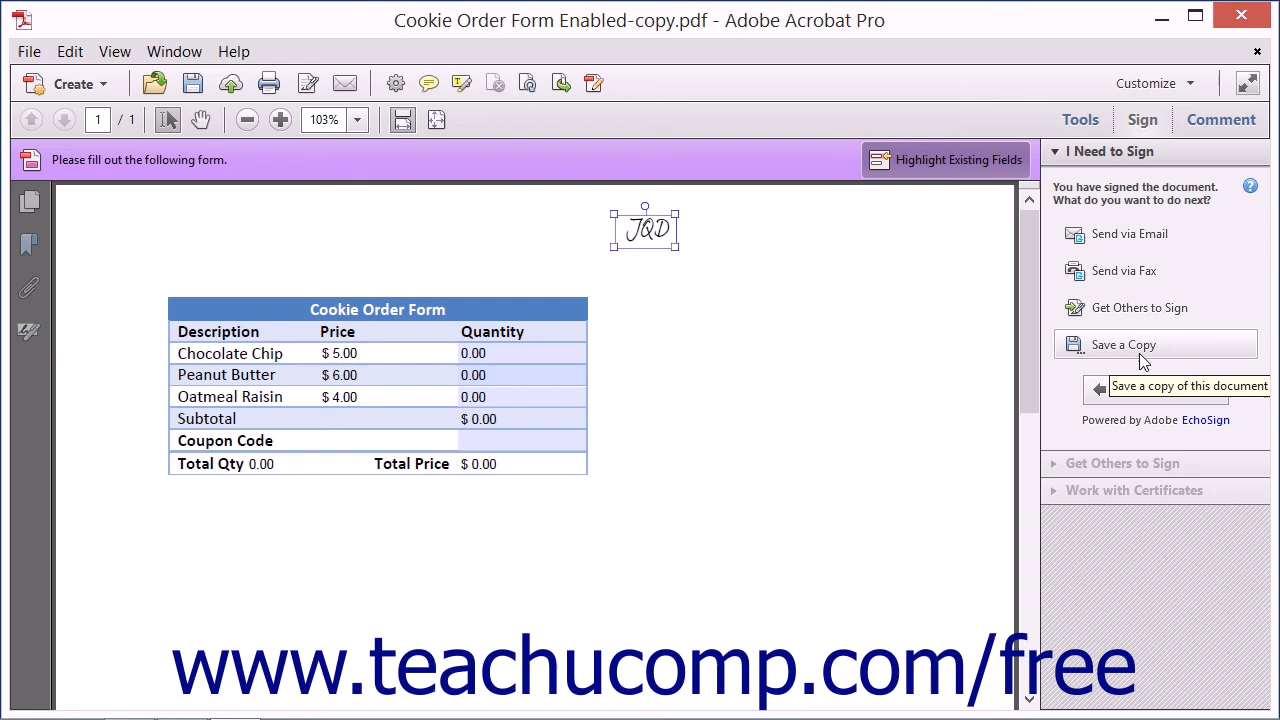 Cookie Order Form Enabled-copy.pdf - Adobe Acrobat Pro
File Edit View Window Help
Create
Customize
1 / 1
103%
Tools Sign Comment
Please fill out the following form.
Highlight Existing Fields
I Need to Sign
You have signed the document.
What do you want to do next?
Send via Email
Send via Fax
Get Others to Sign
Save a Copy
Save a copy of this document
Powered by Adobe EchoSign
Get Others to Sign
Work with Certificates
JQD
Cookie Order Form
Description Price Quantity
Chocolate Chip $ 5.00 0.00
Peanut Butter $ 6.00 0.00
Oatmeal Raisin $ 4.00 0.00
Subtotal $ 0.00
Coupon Code
Total Qty 0.00 Total Price $ 0.00
www.teachucomp.com/free